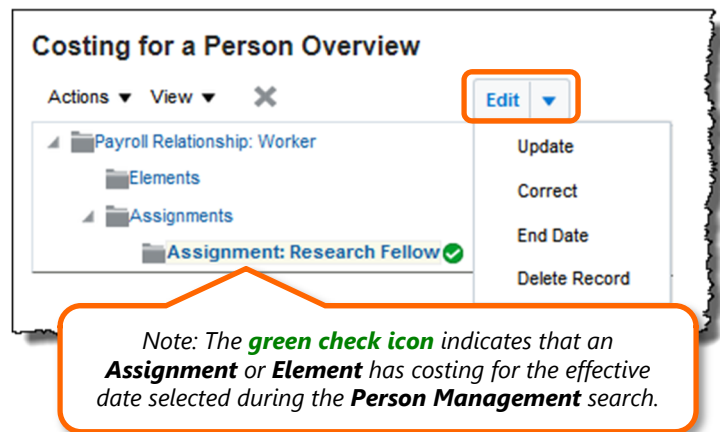 Costing for a Person Overview
Actions View
Edit
Payroll Relationship: Worker
Update
Elements
Correct
Assignments
End Date
Assignment: Research Fellow
Delete Record
Note: The green check icon indicates that an
Assignment or Element has costing for the effective
date selected during the Person Management search.